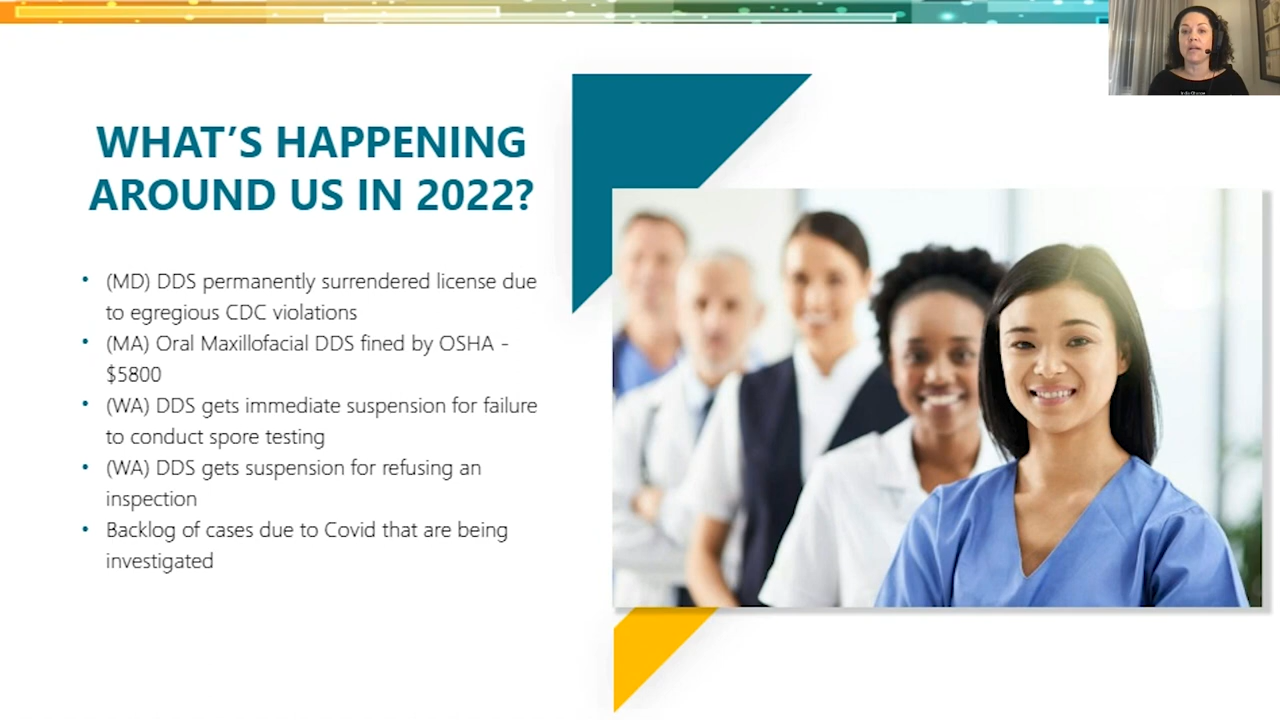 WHAT’S HAPPENING
AROUND US IN 2022?
• (MD) DDS permanently surrendered license due
to egregious CDC violations
• (MA) Oral Maxillofacial DDS fined by OSHA -
$5800
• (WA) DDS gets immediate suspension for failure
to conduct spore testing
• (WA) DDS gets suspension for refusing an
inspection
• Backlog of cases due to Covid that are being
investigated